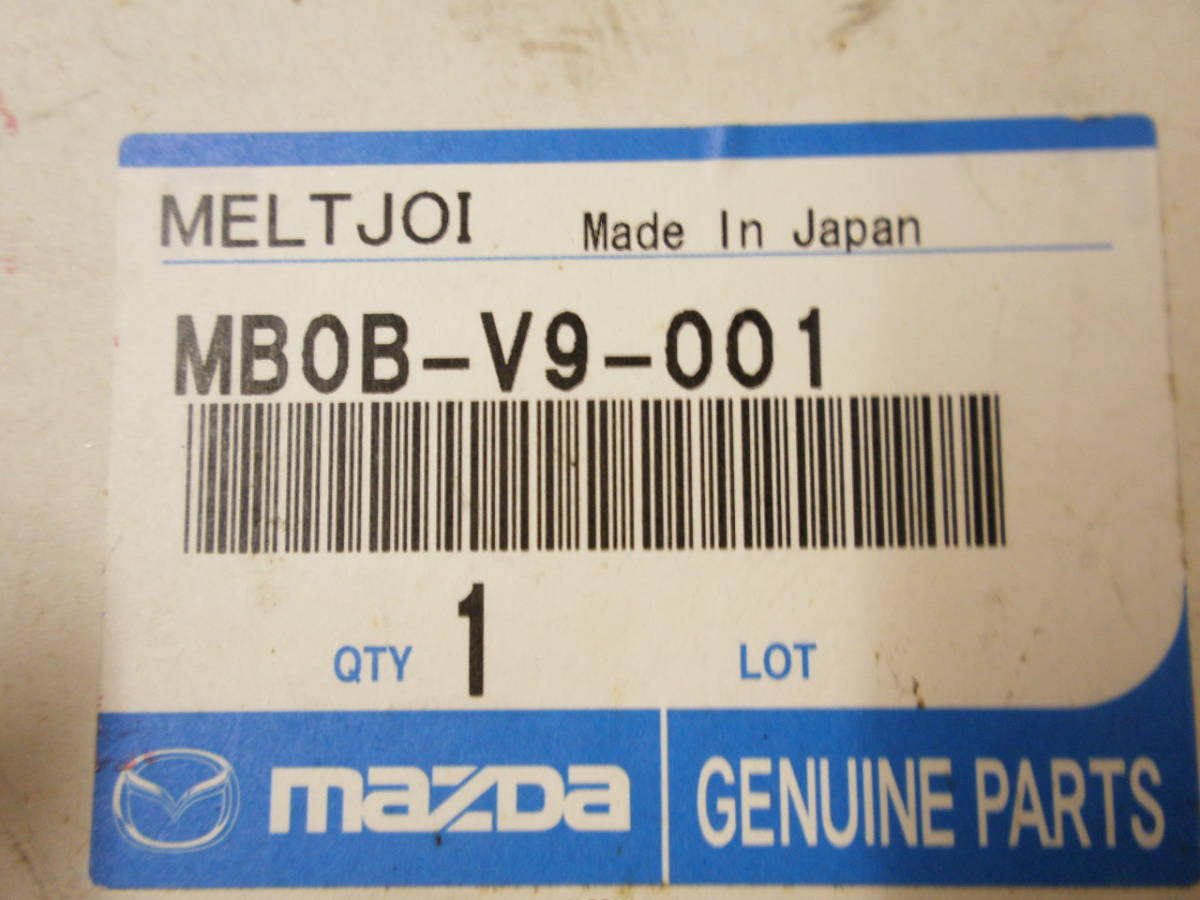 MELTJOI Made In Japan
MB0B-V9-001
QTY 1 LOT
mazda GENUINE PARTS